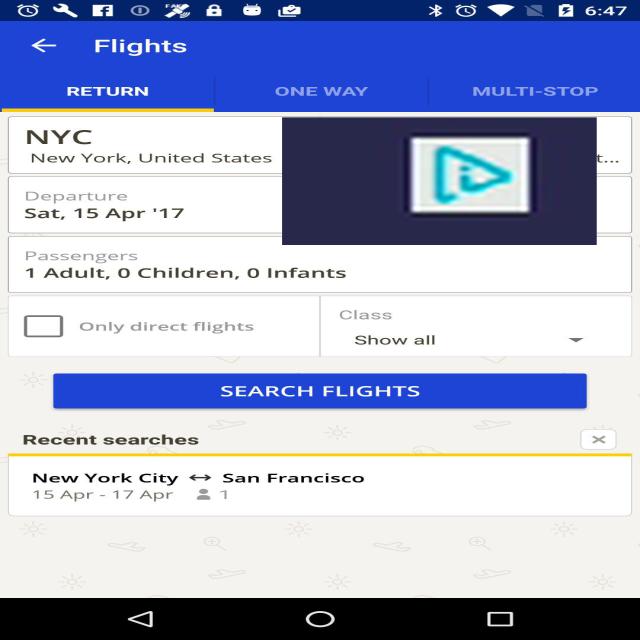 6:47
Flights
RETURN
ONE WAY
MULTI-STOP
NYC
New York, United States
t...
Departure
Sat, 15 Apr '17
Passengers
1 Adult, 0 Children, 0 Infants
Only direct flights
Class
Show all
SEARCH FLIGHTS
Recent searches
New York City ↔ San Francisco
15 Apr - 17 Apr 1